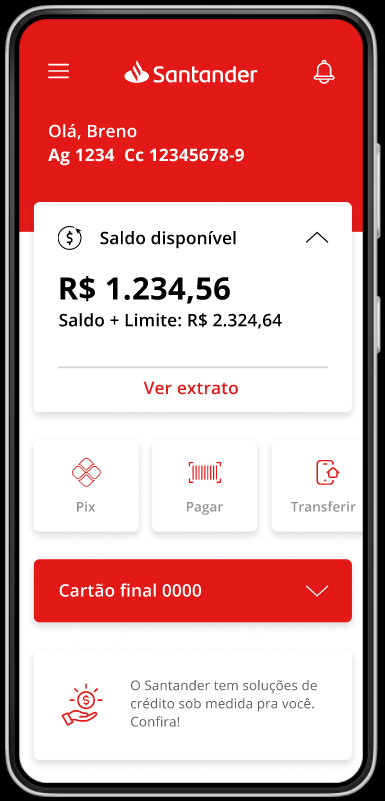 Santander
Olá, Breno
Ag 1234 Cc 12345678-9
Saldo disponível
R$ 1.234,56
Saldo + Limite: R$ 2.324,64
Ver extrato
Pix
Pagar
Transferir
Cartão final 0000
O Santander tem soluções de
crédito sob medida pra você.
Confira!